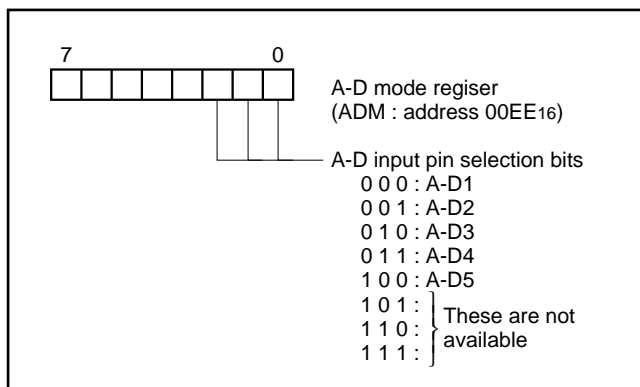 7 0
A-D mode regiser
(ADM : address 00EE16)
A-D input pin selection bits
0 0 0 : A-D1
0 0 1 : A-D2
0 1 0 : A-D3
0 1 1 : A-D4
1 0 0 : A-D5
1 0 1 :
1 1 0 :
1 1 1 :
These are not
available